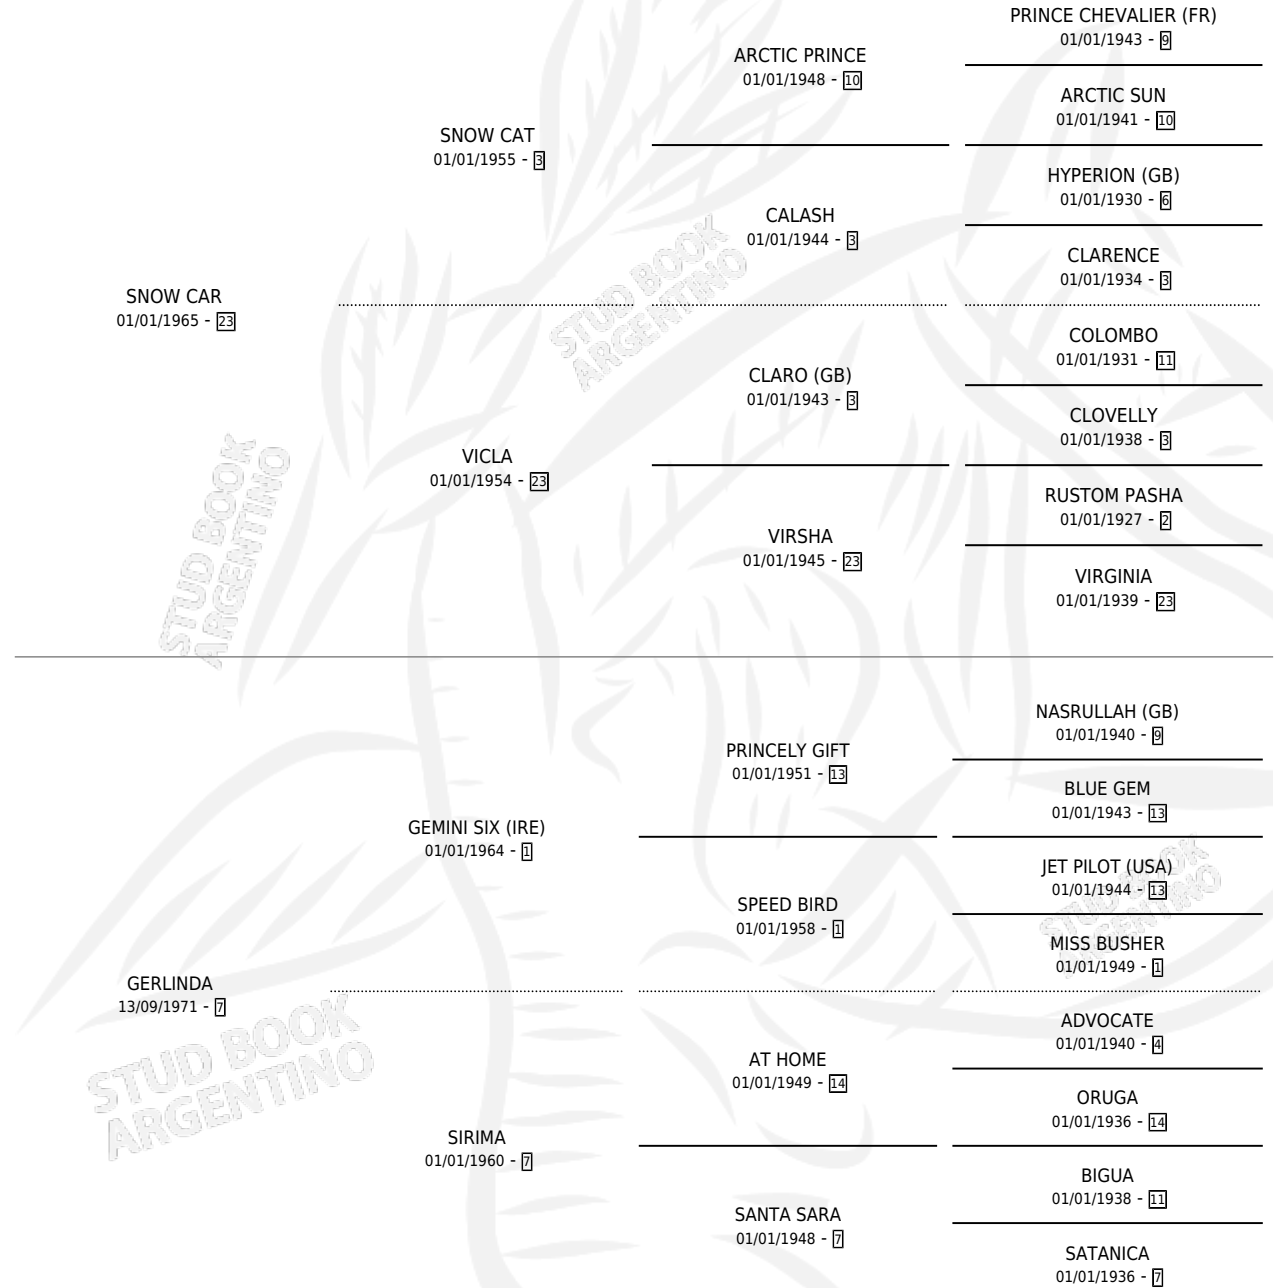 PRINCE CHEVALIER (FR)
01/01/1943 - 9
ARCTIC PRINCE
01/01/1948 - 10
ARCTIC SUN
01/01/1941 - 10
SNOW CAT
01/01/1955 - 3
HYPERION (GB)
01/01/1930 - 6
CALASH
01/01/1944 - 3
CLARENCE
01/01/1934 - 3
SNOW CAR
01/01/1965 - 23
COLOMBO
01/01/1931 - 11
CLARO (GB)
01/01/1943 - 3
CLOVELLY
01/01/1938 - 3
VICLA
01/01/1954 - 23
RUSTOM PASHA
01/01/1927 - 2
VIRSHA
01/01/1945 - 23
VIRGINIA
01/01/1939 - 23
NASRULLAH (GB)
01/01/1940 - 9
PRINCELY GIFT
01/01/1951 - 13
BLUE GEM
01/01/1943 - 13
GEMINI SIX (IRE)
01/01/1964 - 1
JET PILOT (USA)
01/01/1944 - 13
SPEED BIRD
01/01/1958 - 1
MISS BUSHER
01/01/1949 - 1
GERLINDA
13/09/1971 - 7
ADVOCATE
01/01/1940 - 4
AT HOME
01/01/1949 - 14
ORUGA
01/01/1936 - 14
SIRIMA
01/01/1960 - 7
BIGUA
01/01/1938 - 11
SANTA SARA
01/01/1948 - 7
SATANICA
01/01/1936 - 7
STUD BOOK
ARGENTINO
STUD BOOK
ARGENTINO
STUD BOOK
ARGENTINO
STUD BOOK
ARGENTINO